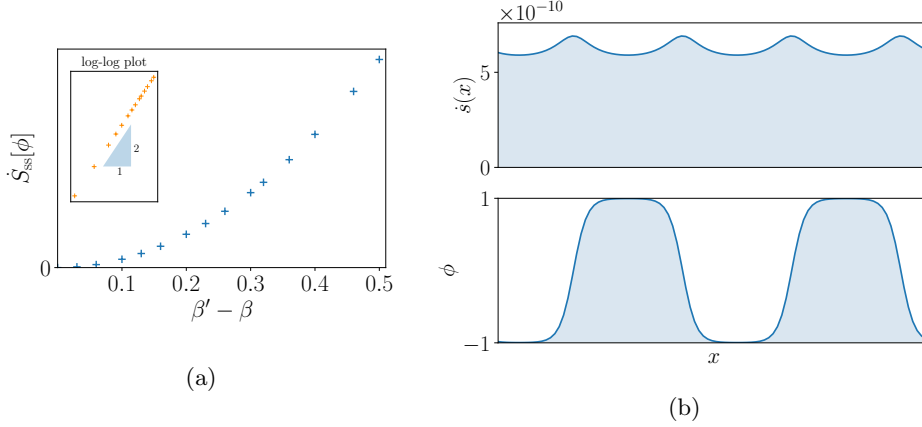 log-log plot
2
1
Ṡss[ϕ]
0
0.1
0.2
0.3
0.4
0.5
β′ − β
(a)
×10⁻¹⁰
5
0
ṡ(x)
1
−1
ϕ
x
(b)